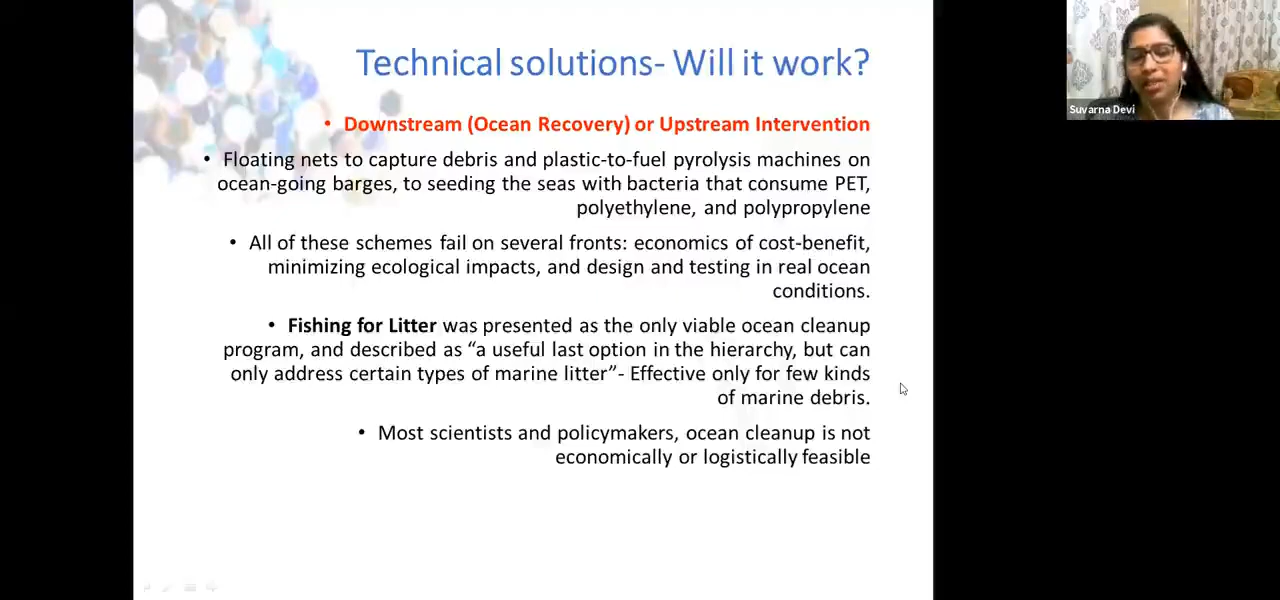 Technical solutions- Will it work?
• Downstream (Ocean Recovery) or Upstream Intervention
• Floating nets to capture debris and plastic-to-fuel pyrolysis machines on
ocean-going barges, to seeding the seas with bacteria that consume PET,
polyethylene, and polypropylene
• All of these schemes fail on several fronts: economics of cost-benefit,
minimizing ecological impacts, and design and testing in real ocean
conditions.
• Fishing for Litter was presented as the only viable ocean cleanup
program, and described as “a useful last option in the hierarchy, but can
only address certain types of marine litter”- Effective only for few kinds
of marine debris.
• Most scientists and policymakers, ocean cleanup is not
economically or logistically feasible
Suvarna Devi